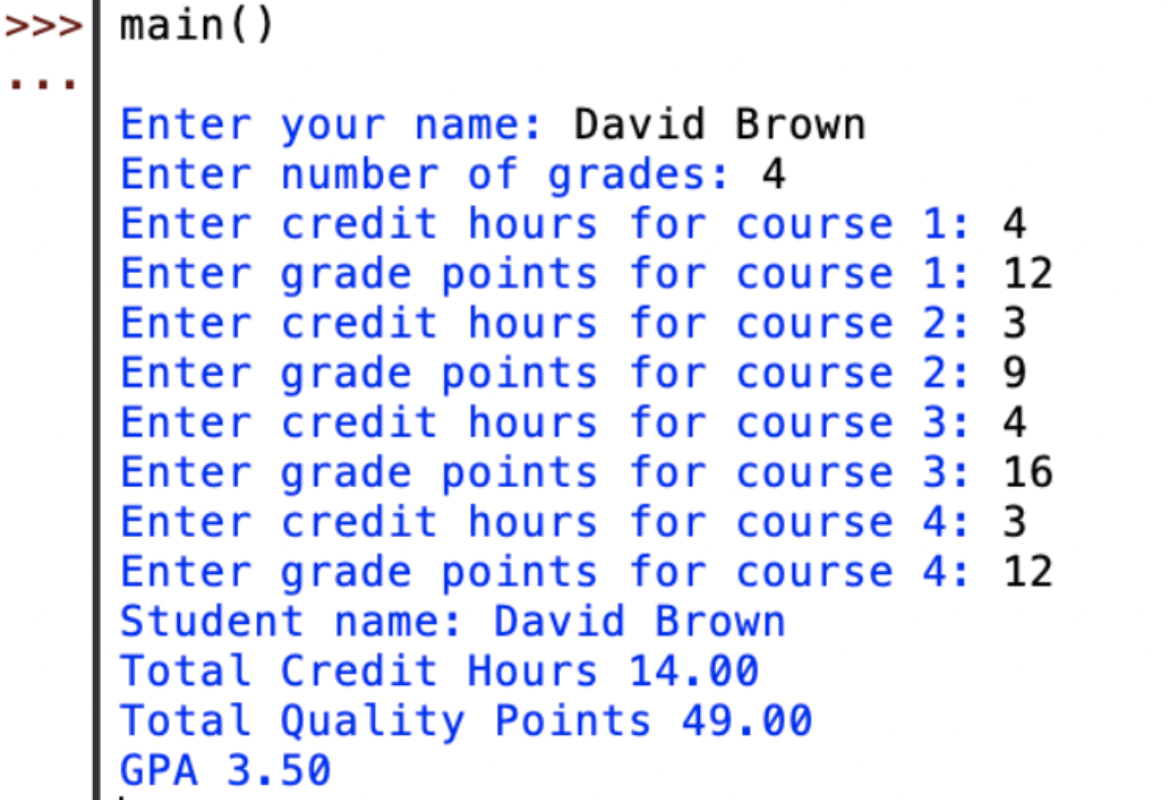 >>> main()
...
Enter your name: David Brown
Enter number of grades: 4
Enter credit hours for course 1: 4
Enter grade points for course 1: 12
Enter credit hours for course 2: 3
Enter grade points for course 2: 9
Enter credit hours for course 3: 4
Enter grade points for course 3: 16
Enter credit hours for course 4: 3
Enter grade points for course 4: 12
Student name: David Brown
Total Credit Hours 14.00
Total Quality Points 49.00
GPA 3.50